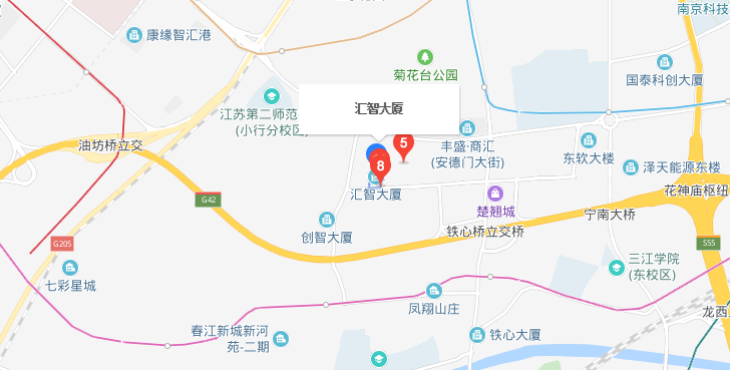 南京科技
康缘智汇港
菊花台公园
国泰科创大厦
汇智大厦
江苏第二师范
(小行分校区)
油坊桥立交
5
丰盛·商汇
(安德门大街)
东软大楼
8
泽天能源东楼
汇智大厦
花神庙枢纽
G42
楚翘城
宁南大桥
创智大厦
铁心桥立交桥
G205
S55
三江学院
(东校区)
七彩星城
凤翔山庄
龙西
春江新城新河
苑-二期
铁心大厦